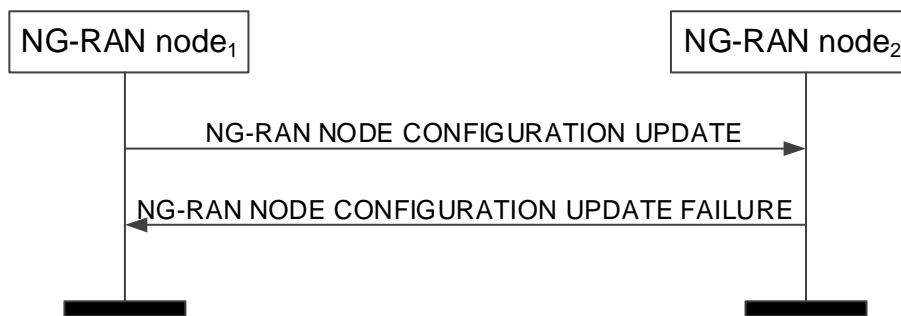 NG-RAN node₁
NG-RAN node₂
NG-RAN NODE CONFIGURATION UPDATE
NG-RAN NODE CONFIGURATION UPDATE FAILURE